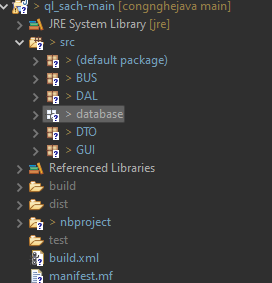 > ql_sach-main [congnghejava main]
> JRE System Library [jre]
> src
> (default package)
> BUS
> DAL
> database
> DTO
> GUI
> Referenced Libraries
> build
> dist
> > nbproject
test
build.xml
manifest.mf